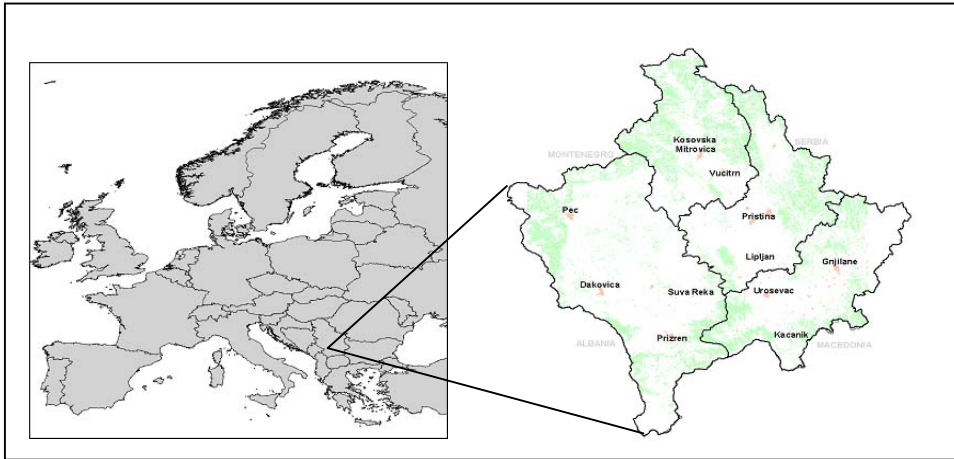 Kosovska
Mitrovica
MONTENEGRO
SERBIA
Vucitrn
Pec
Pristina
Lipljan
Gnjilane
Dakovica
Suva Reka
Urosevac
Prizren
Kacanik
ALBANIA
MACEDONIA